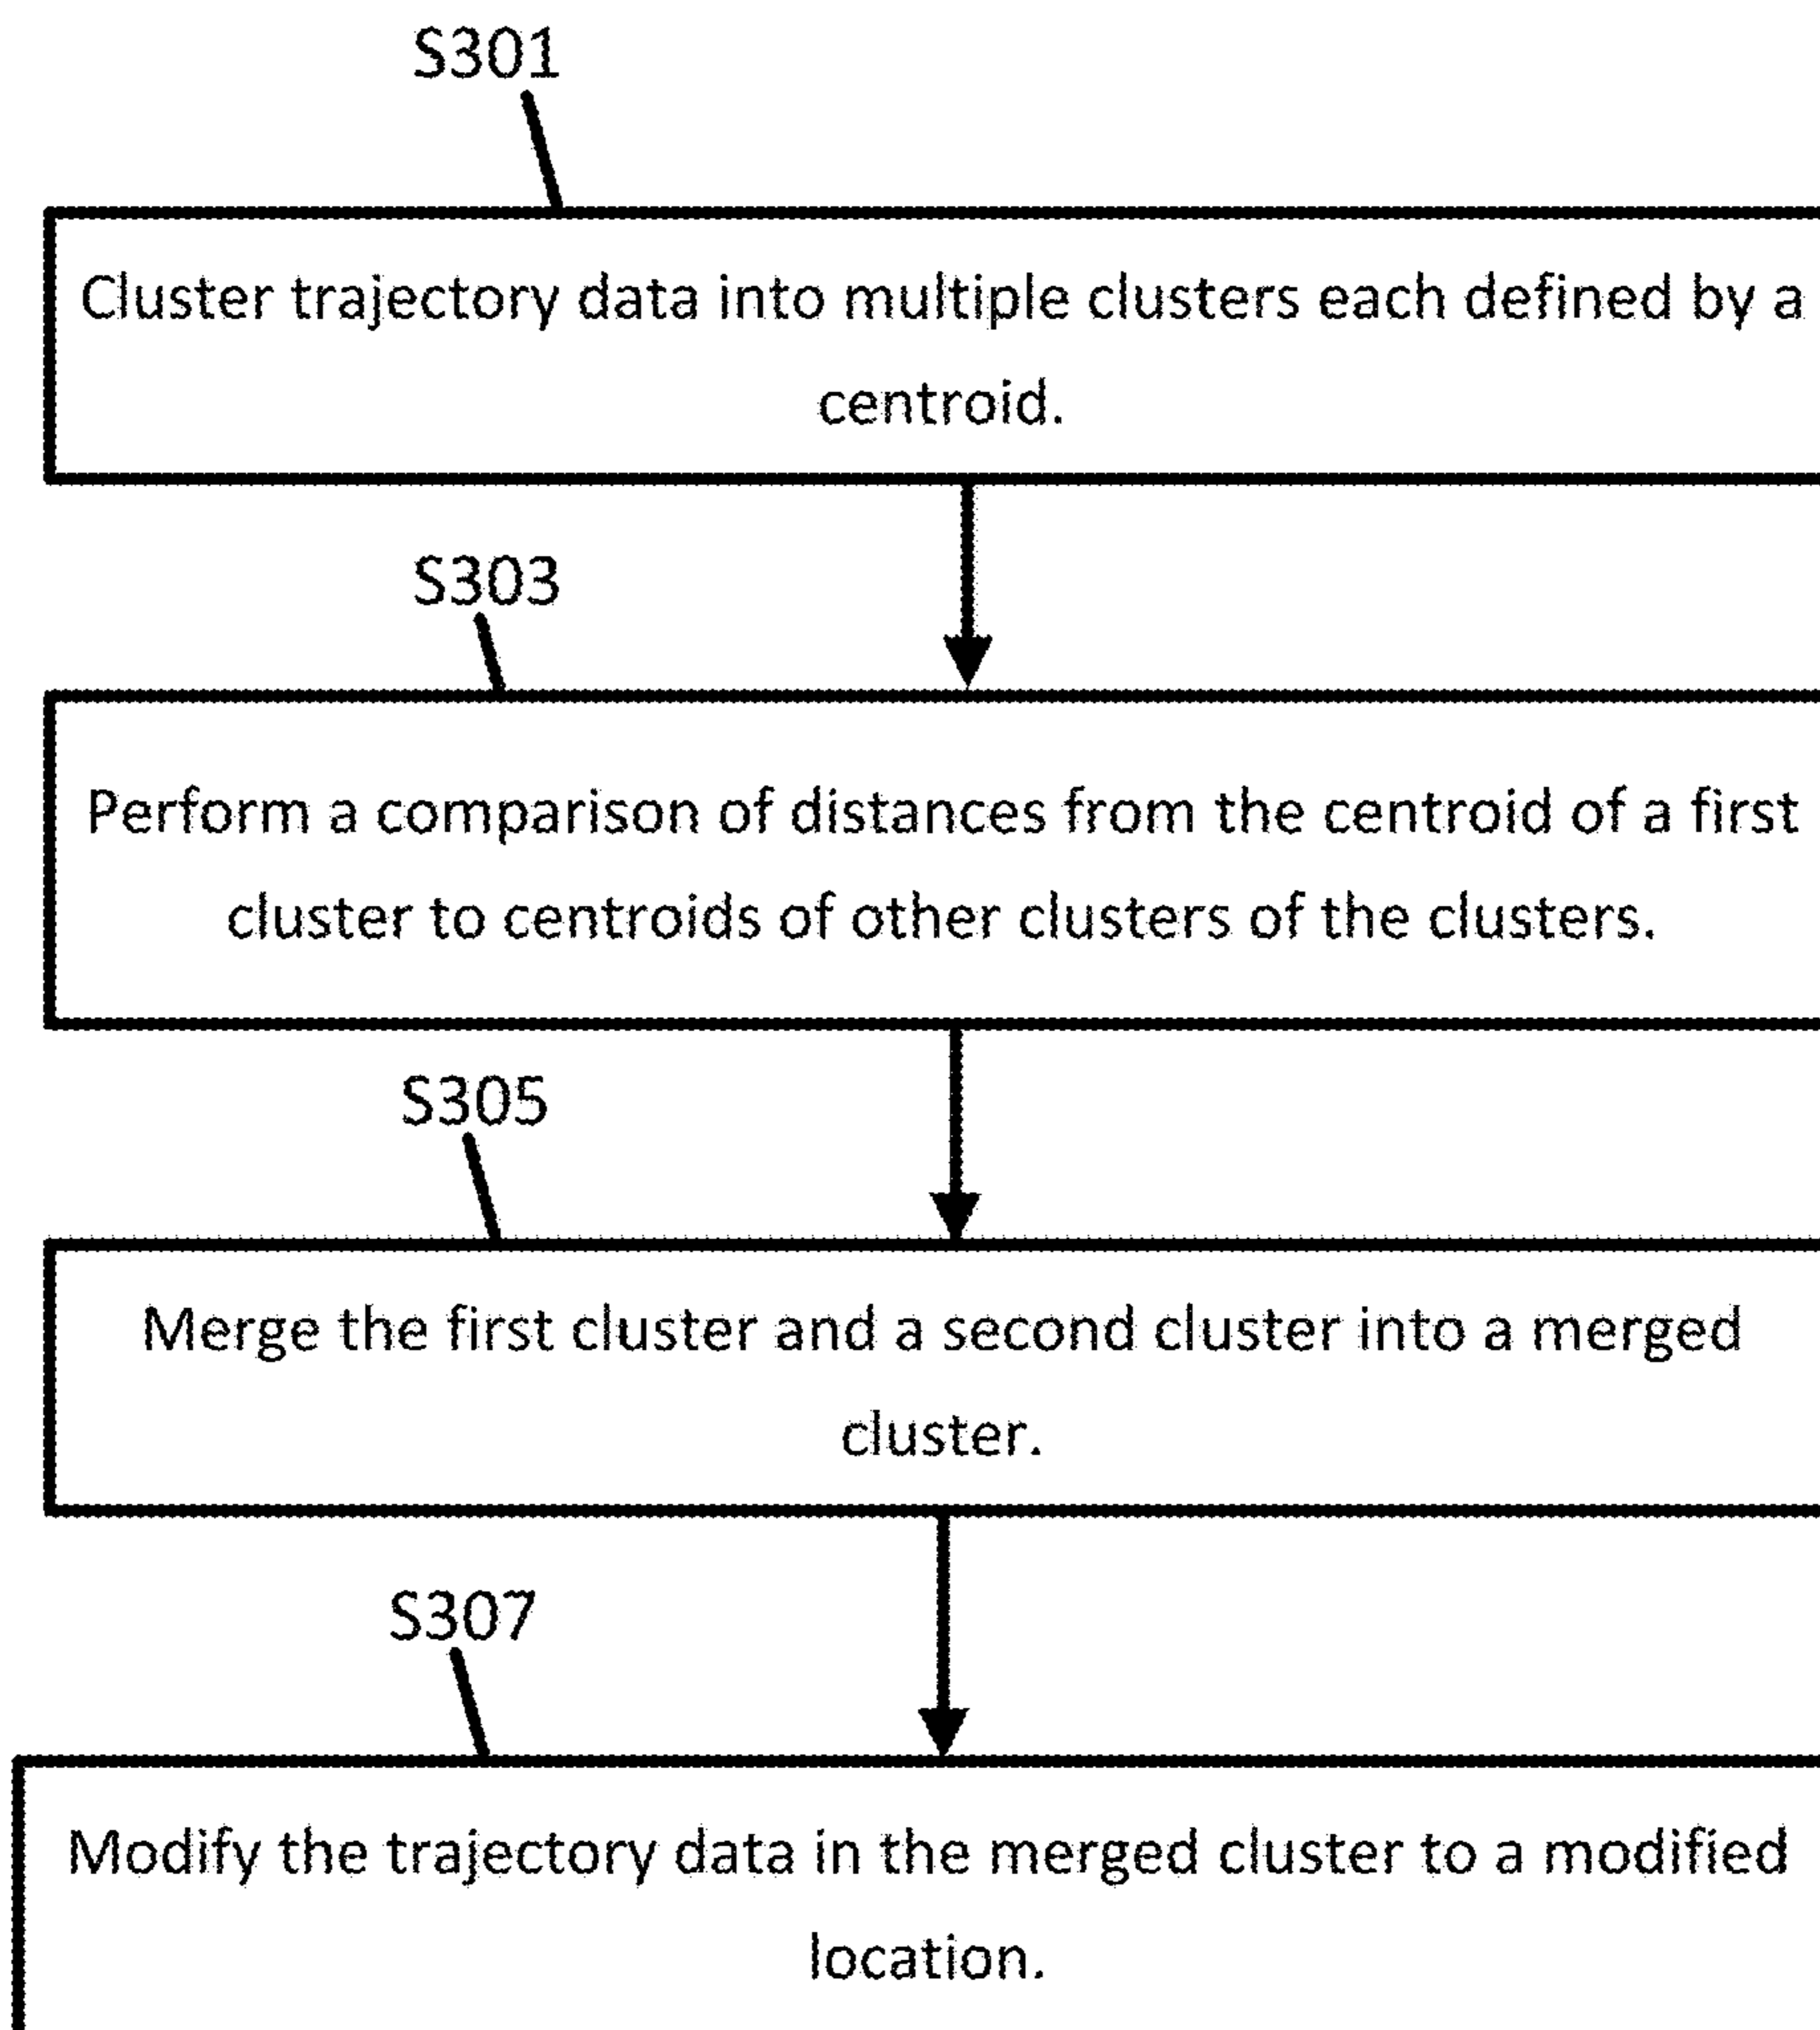 S301
Cluster trajectory data into multiple clusters each defined by a
centroid.
S303
Perform a comparison of distances from the centroid of a first
cluster to centroids of other clusters of the clusters.
S305
Merge the first cluster and a second cluster into a merged
cluster.
S307
Modify the trajectory data in the merged cluster to a modified
location.